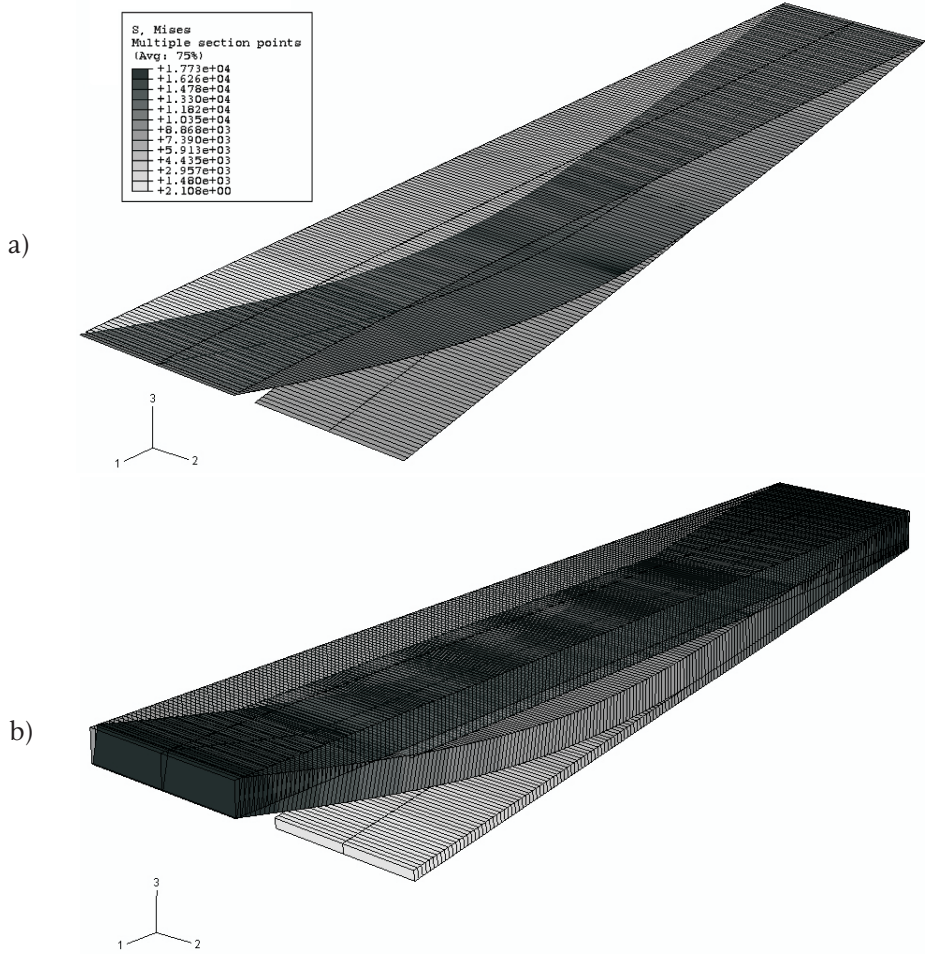 S, Mises
Multiple section points
(Avg: 75%)
+1.773e+04
+1.626e+04
+1.478e+04
+1.330e+04
+1.182e+04
+1.035e+04
+8.868e+03
+7.390e+03
+5.913e+03
+4.435e+03
+2.957e+03
+1.480e+03
+2.108e+00
a)
3
1
2
b)
3
1
2